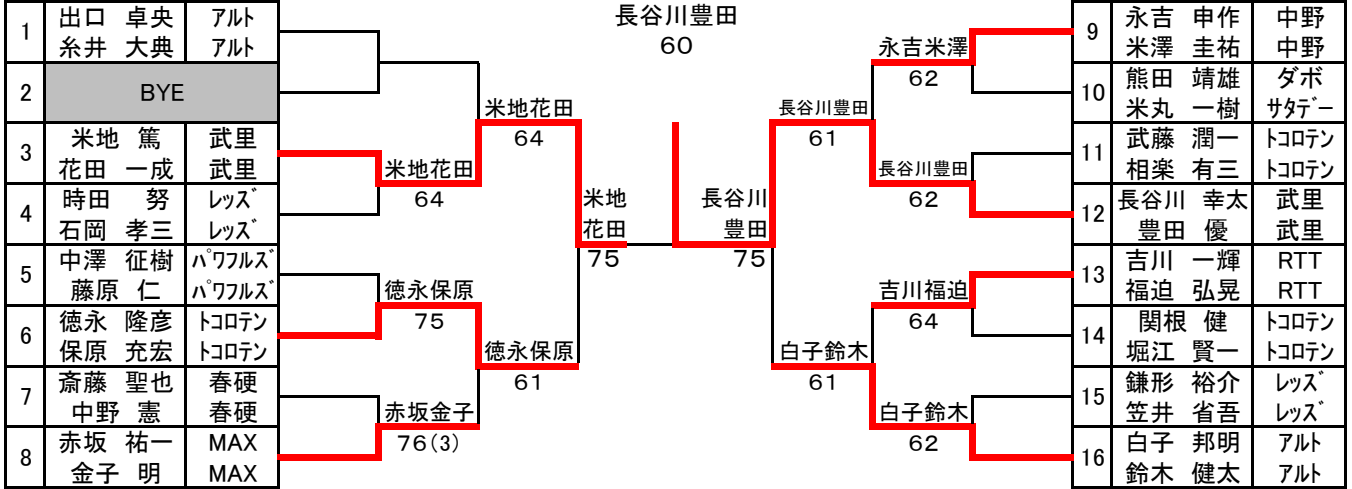 1 出口 卓央 アルト
糸井 大典 アルト
2 BYE
3 米地 篤 武里
花田 一成 武里
4 時田 努 レッズ
石岡 孝三 レッズ
5 中澤 征樹 パワフルズ
藤原 仁 パワフルズ
6 徳永 隆彦 トコロテン
保原 充宏 トコロテン
7 斎藤 聖也 春硬
中野 憲 春硬
8 赤坂 祐一 MAX
金子 明 MAX
米地花田
64
徳永保原
75
赤坂金子
76(3)
米地花田
64
徳永保原
61
米地
花田
75
長谷川豊田
60
長谷川
豊田
75
長谷川豊田
61
白子鈴木
61
永吉米澤
62
長谷川豊田
62
吉川福迫
64
白子鈴木
62
9 永吉 申作 中野
米澤 圭祐 中野
10 熊田 靖雄 ダボ
米丸 一樹 サタデー
11 武藤 潤一 トコロテン
相楽 有三 トコロテン
12 長谷川 幸太 武里
豊田 優 武里
13 吉川 一輝 RTT
福迫 弘晃 RTT
14 関根 健 トコロテン
堀江 賢一 トコロテン
15 鎌形 裕介 レッズ
笠井 省吾 レッズ
16 白子 邦明 アルト
鈴木 健太 アルト